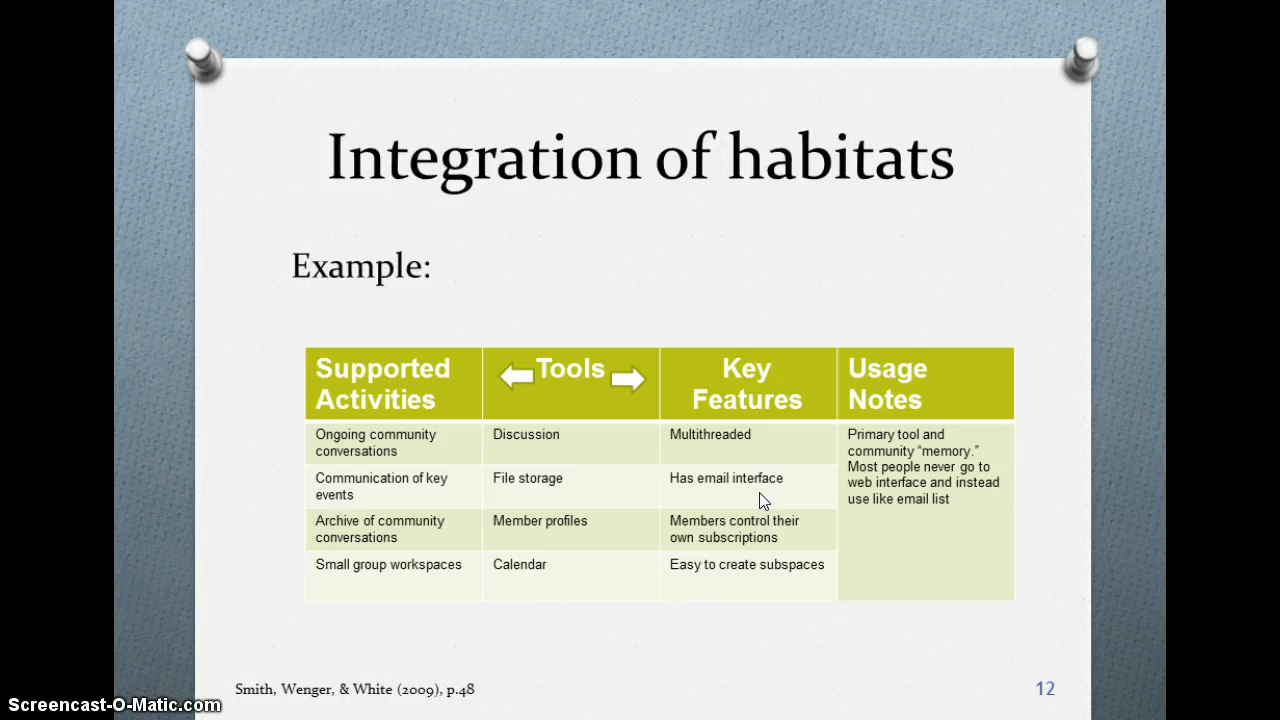 Integration of habitats
Example:
Supported
Activities
Tools
Key
Features
Usage
Notes
Ongoing community
conversations
Discussion
Multithreaded
Primary tool and
community “memory.”
Most people never go to
web interface and instead
use like email list
Communication of key
events
File storage
Has email interface
Archive of community
conversations
Member profiles
Members control their
own subscriptions
Small group workspaces
Calendar
Easy to create subspaces
Smith, Wenger, & White (2009), p.48
12
Screencast-O-Matic.com